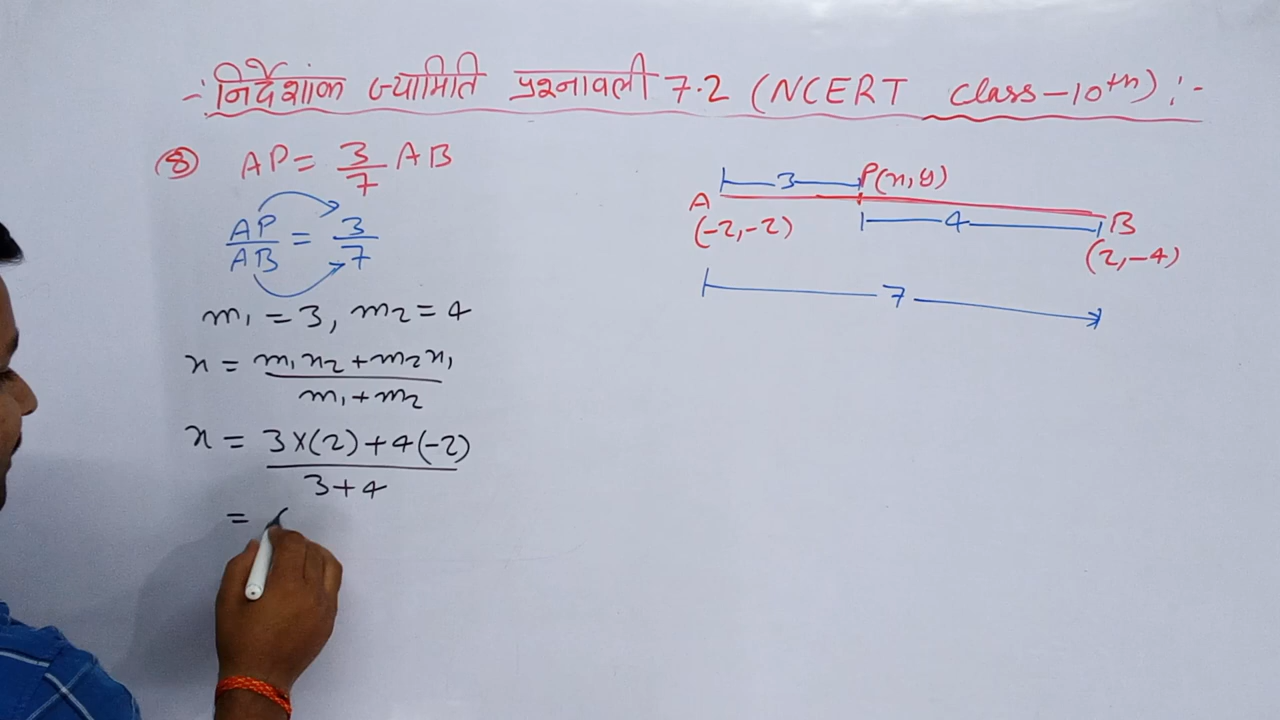 -: निर्देशांक ज्यामिति प्रश्नावली 7.2 (NCERT Class-10th) :-
(8) AP = 3/7 AB
AP/AB = 3/7
m₁ = 3, m₂ = 4
x = (m₁x₂ + m₂x₁)/(m₁ + m₂)
x = (3×(2) + 4(-2))/(3+4)
=
3 P(x,y)
A
(-2,-2)
4
B
(2,-4)
7